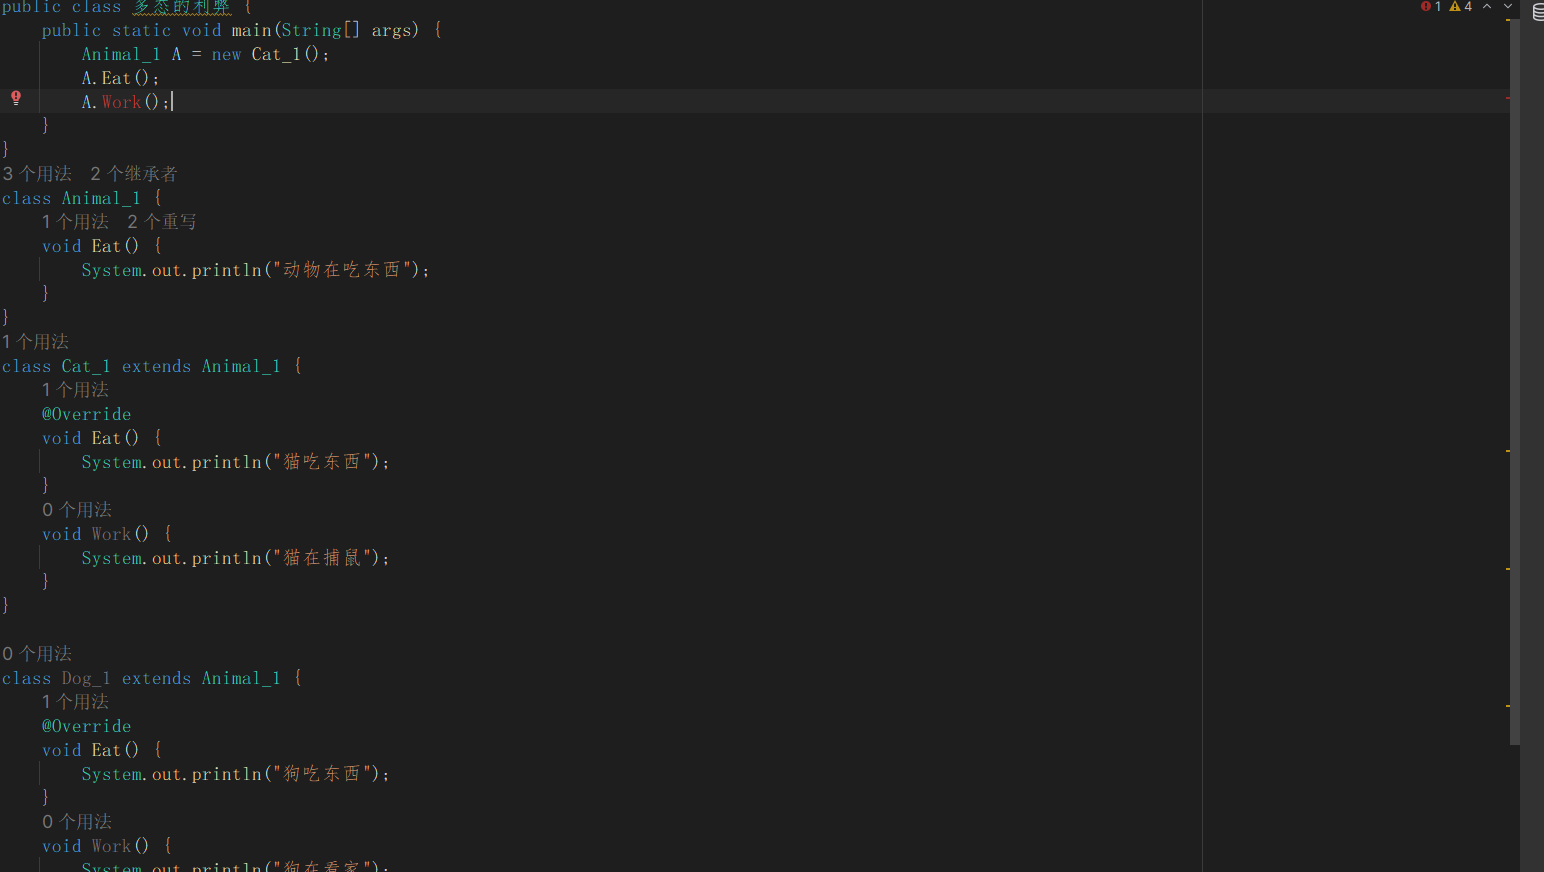 public class 多态的利弊 {
    public static void main(String[] args) {
        Animal_1 A = new Cat_1();
        A.Eat();
        A.Work();
    }
}
3 个用法 2 个继承者
class Animal_1 {
    1 个用法 2 个重写
    void Eat() {
        System.out.println("动物在吃东西");
    }
}
1 个用法
class Cat_1 extends Animal_1 {
    1 个用法
    @Override
    void Eat() {
        System.out.println("猫吃东西");
    }
    0 个用法
    void Work() {
        System.out.println("猫在捕鼠");
    }
}
0 个用法
class Dog_1 extends Animal_1 {
    1 个用法
    @Override
    void Eat() {
        System.out.println("狗吃东西");
    }
    0 个用法
    void Work() {
        System.out.println("狗在看家");
1 4